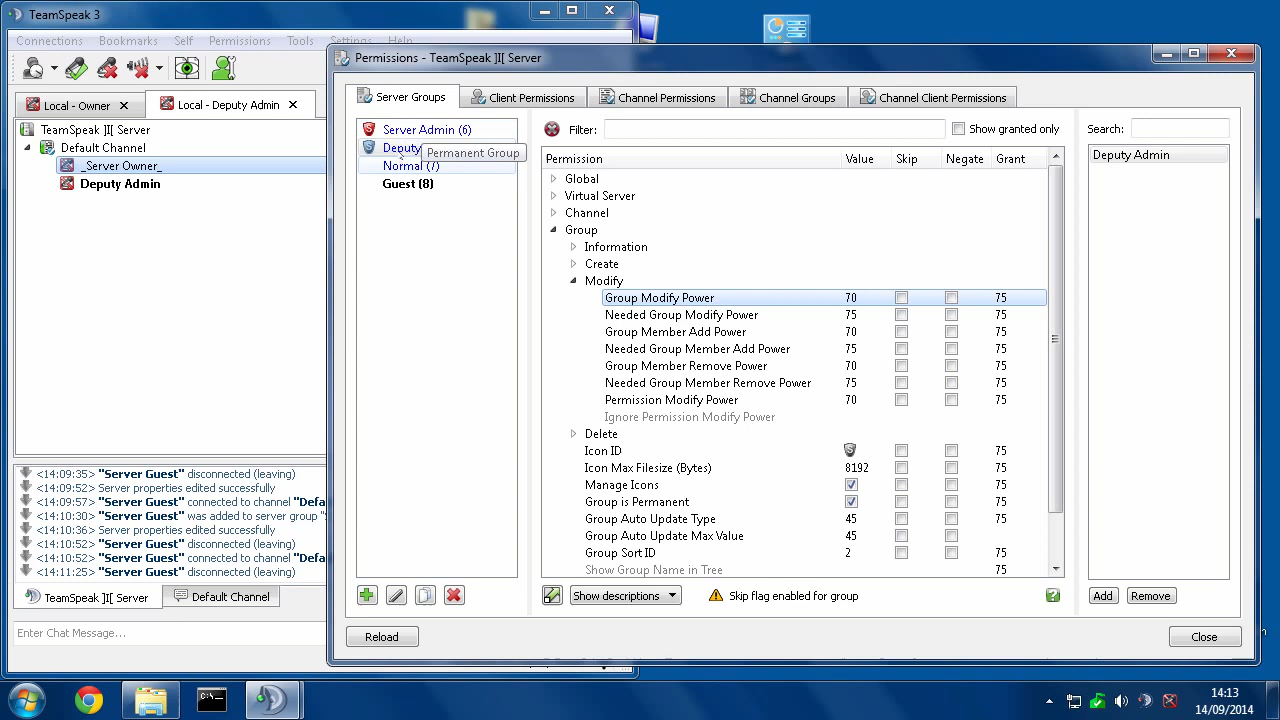 TeamSpeak 3
Connections Bookmarks Self Permissions Tools Settings Help
Local - Owner
Local - Deputy Admin
TeamSpeak ]I[ Server
Default Channel
_Server Owner_
Deputy Admin
<14:09:35> "Server Guest" disconnected (leaving)
<14:09:52> Server properties edited successfully
<14:09:57> "Server Guest" connected to channel "Defa
<14:10:30> "Server Guest" was added to server group "
<14:10:36> Server properties edited successfully
<14:10:52> "Server Guest" disconnected (leaving)
<14:10:52> "Server Guest" connected to channel "Defa
<14:11:25> "Server Guest" disconnected (leaving)
TeamSpeak ]I[ Server
Default Channel
Enter Chat Message...
Permissions - TeamSpeak ]I[ Server
Server Groups
Client Permissions
Channel Permissions
Channel Groups
Channel Client Permissions
Server Admin (6)
Deputy
Permanent Group
Normal (7)
Guest (8)
Filter:
Show granted only
Permission Value Skip Negate Grant
Global
Virtual Server
Channel
Group
Information
Create
Modify
Group Modify Power 70 75
Needed Group Modify Power 75 75
Group Member Add Power 70 75
Needed Group Member Add Power 75 75
Group Member Remove Power 70 75
Needed Group Member Remove Power 75 75
Permission Modify Power 70 75
Ignore Permission Modify Power
Delete
Icon ID S 75
Icon Max Filesize (Bytes) 8192 75
Manage Icons 75
Group is Permanent 75
Group Auto Update Type 45 75
Group Auto Update Max Value 45
Group Sort ID 2 75
Show Group Name in Tree 75
Show descriptions
Skip flag enabled for group
Search:
Deputy Admin
Add
Remove
Reload
Close
14:13
14/09/2014